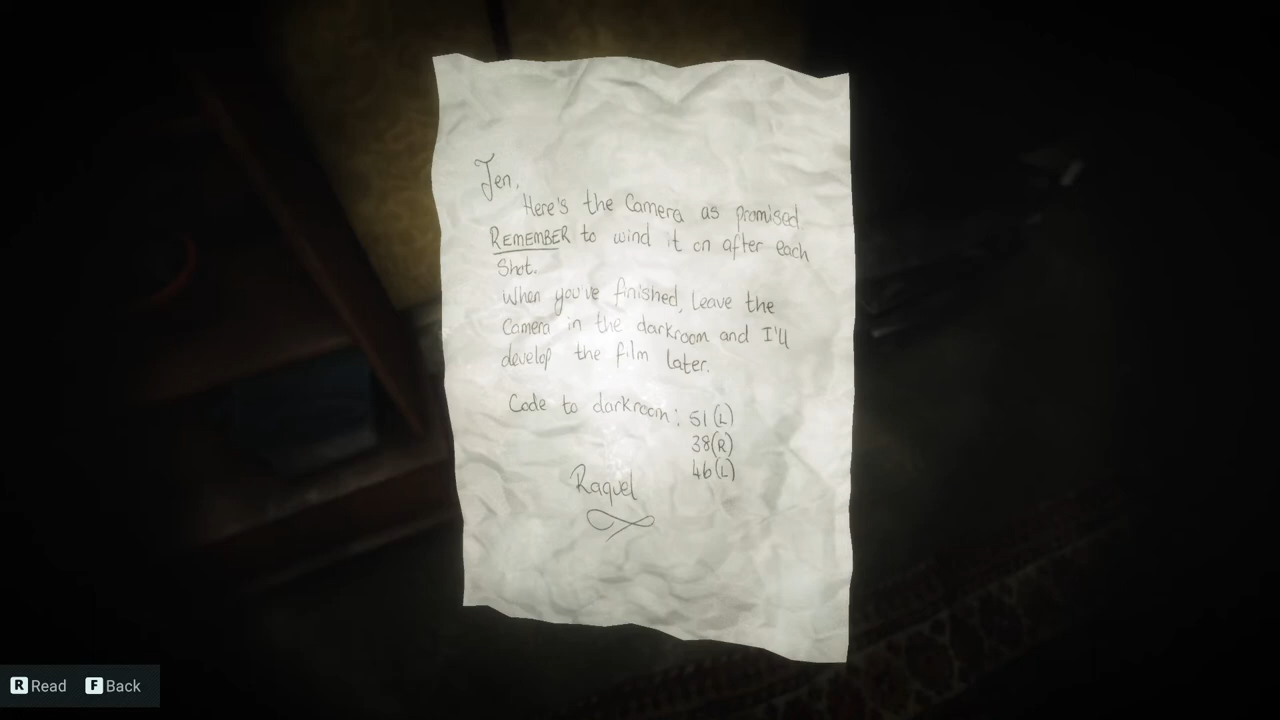 Jen,
Here's the Camera as promised.
REMEMBER to wind it on after each
Shot.
When you've finished, leave the
Camera in the darkroom and I'll
develop the film later.
Code to darkroom: 51(L)
38(R)
46(L)
Raquel
R Read F Back